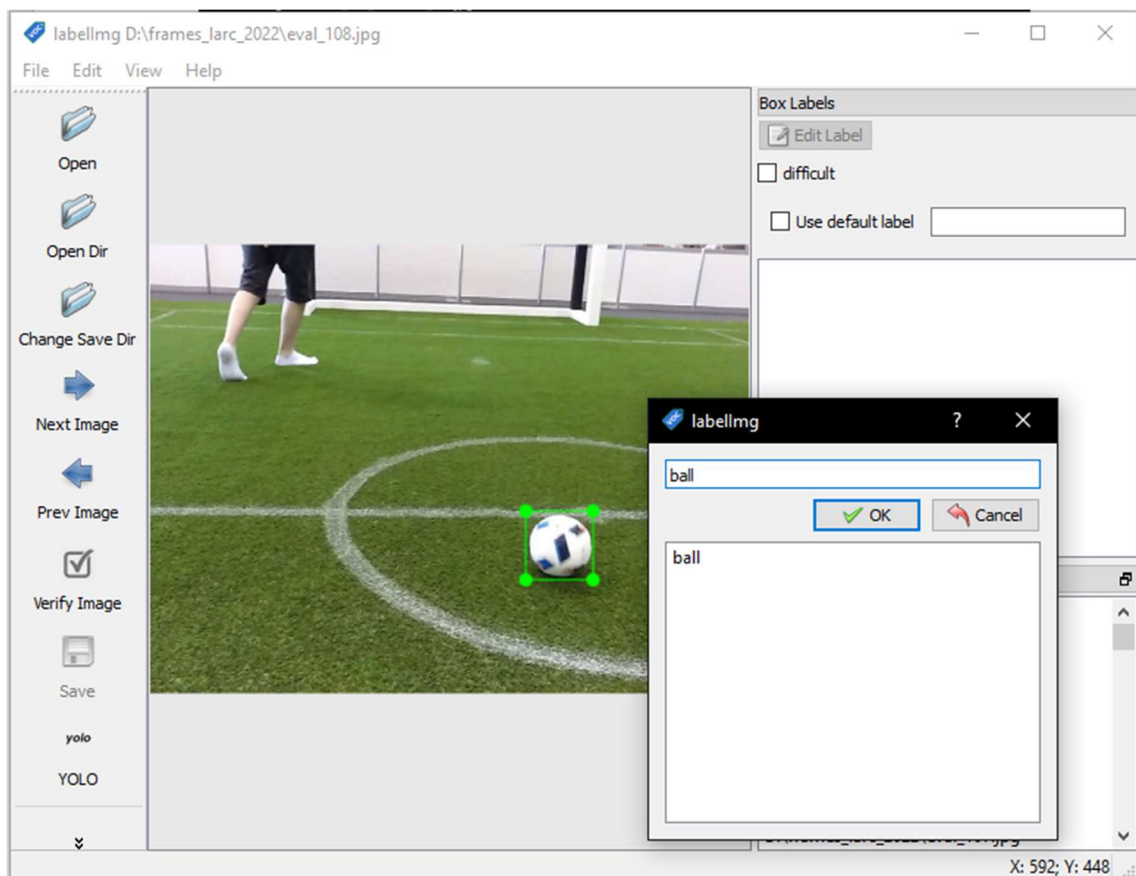 labelImg D:\frames_larc_2022\eval_108.jpg
File Edit View Help
Open
Open Dir
Change Save Dir
Next Image
Prev Image
Verify Image
Save
yolo
YOLO
Box Labels
Edit Label
difficult
Use default label
labelImg
ball
OK Cancel
ball
X: 592; Y: 448